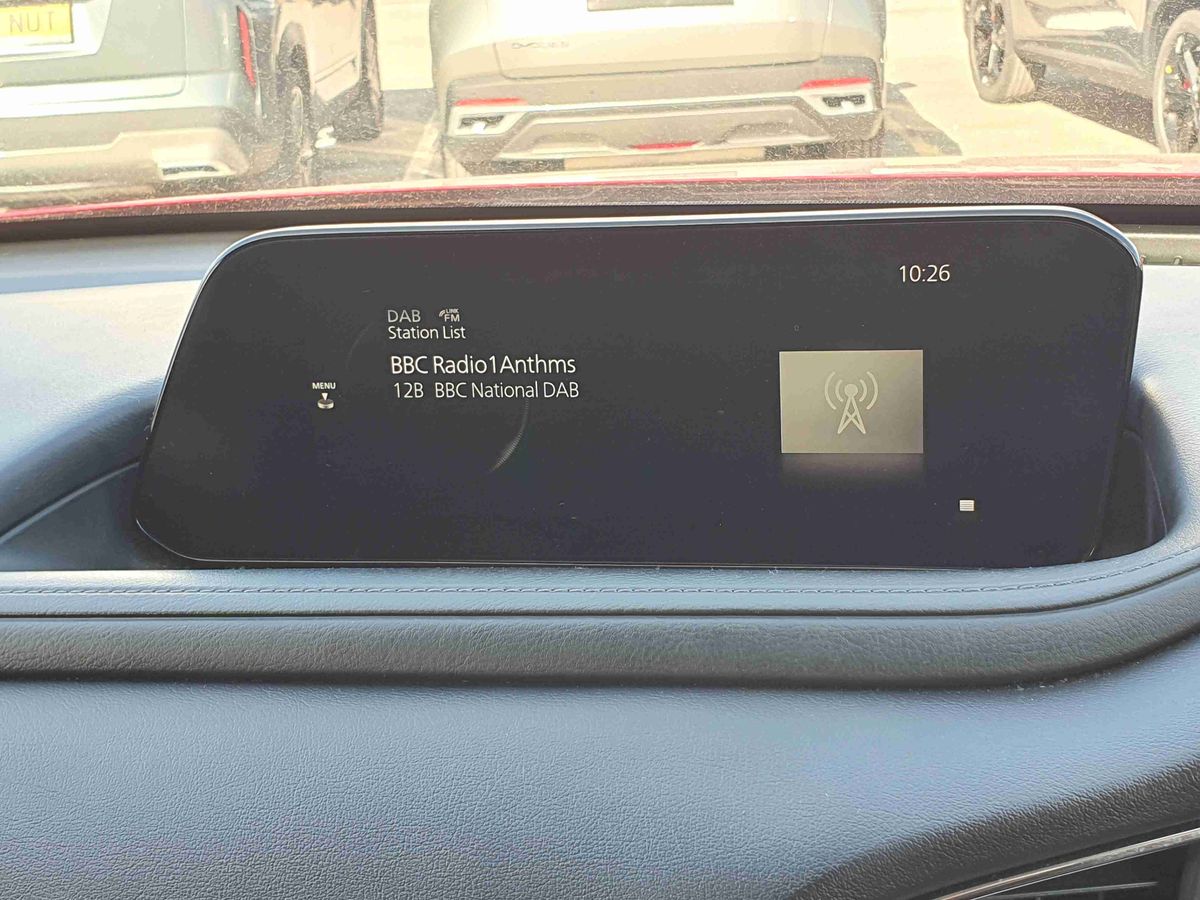 NUT
10:26
DAB LINK FM
Station List
BBC Radio1Anthms
12B BBC National DAB
MENU